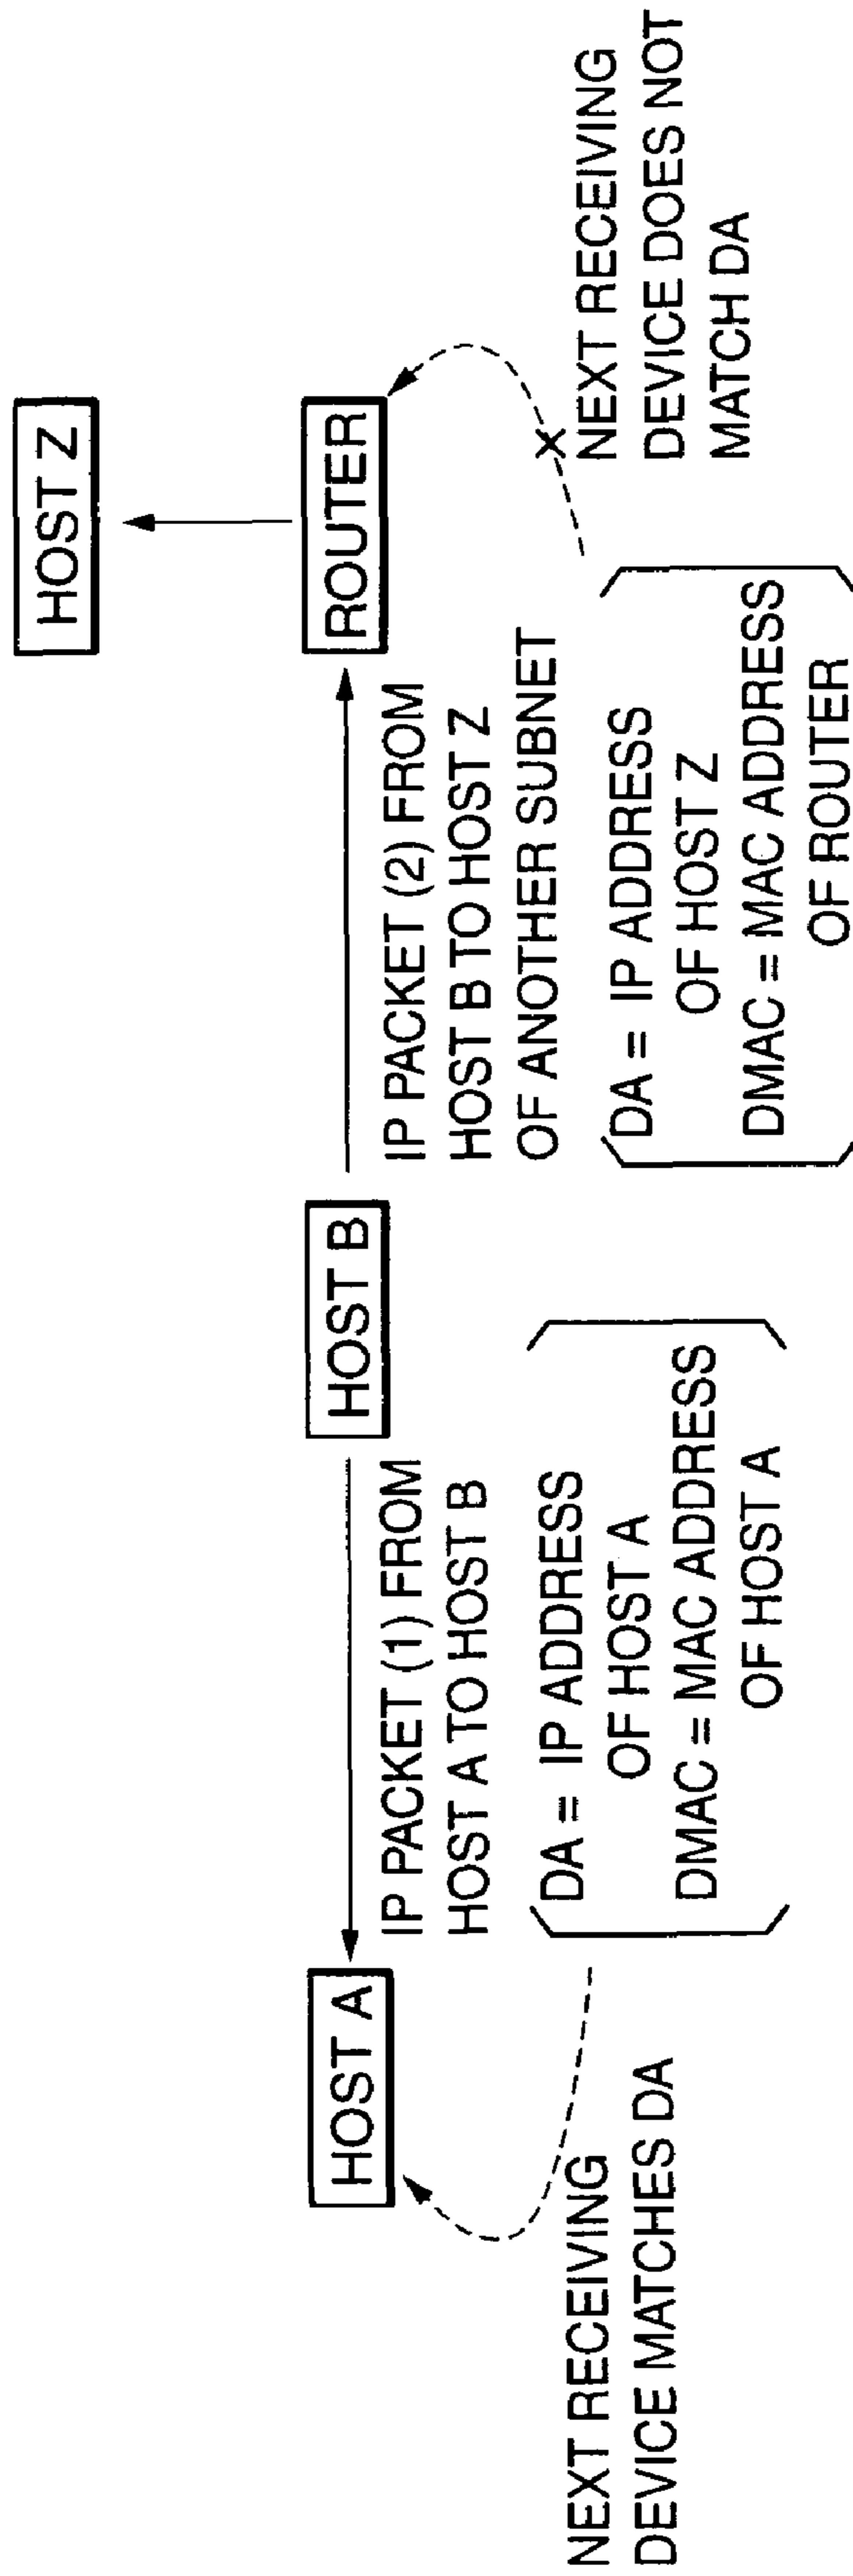 HOST Z
HOST A
HOST B
ROUTER
IP PACKET (1) FROM
HOST A TO HOST B
DA = IP ADDRESS
OF HOST A
DMAC = MAC ADDRESS
OF HOST A
NEXT RECEIVING
DEVICE MATCHES DA
IP PACKET (2) FROM
HOST B TO HOST Z
OF ANOTHER SUBNET
DA = IP ADDRESS
OF HOST Z
DMAC = MAC ADDRESS
OF ROUTER
X
NEXT RECEIVING
DEVICE DOES NOT
MATCH DA